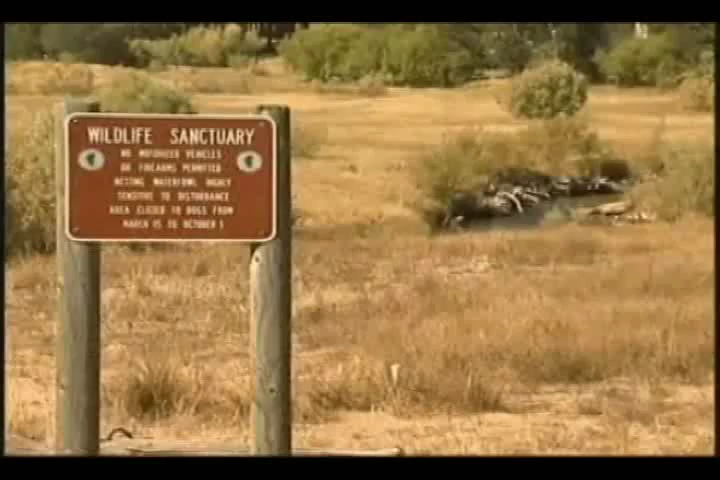 WILDLIFE SANCTUARY
NO MOTORIZED VEHICLES
OR FIREARMS PERMITTED
NESTING WATERFOWL HIGHLY
SENSITIVE TO DISTURBANCE
AREA CLOSED TO DOGS FROM
MARCH 15 TO OCTOBER 1